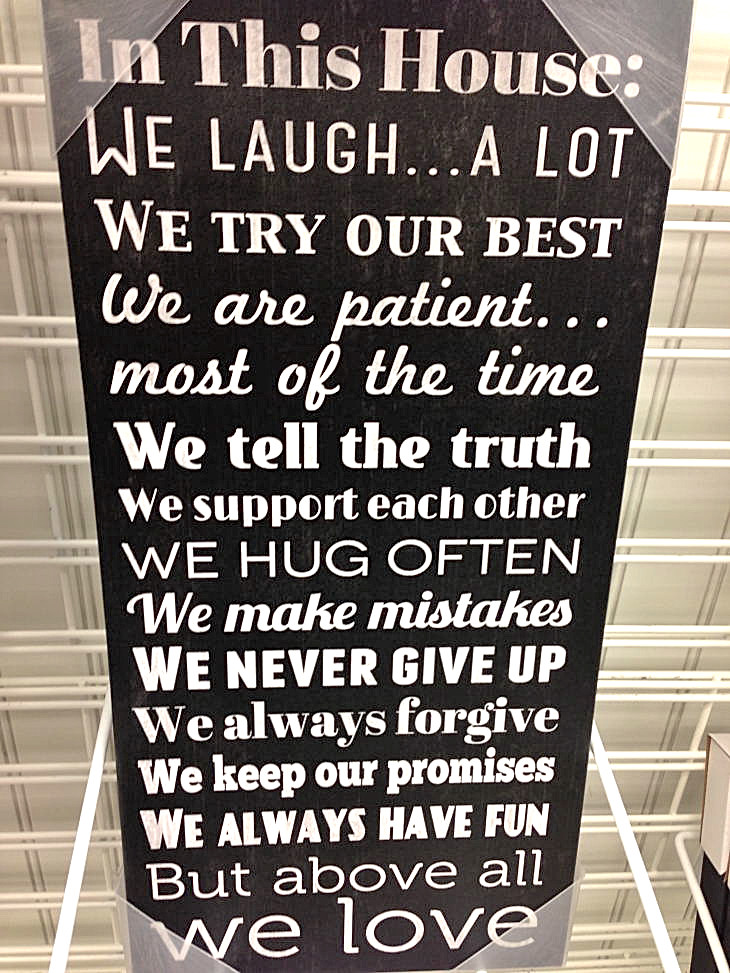 In This House:
WE LAUGH...A LOT
WE TRY OUR BEST
We are patient...
most of the time
We tell the truth
We support each other
WE HUG OFTEN
We make mistakes
WE NEVER GIVE UP
We always forgive
We keep our promises
WE ALWAYS HAVE FUN
But above all
we love